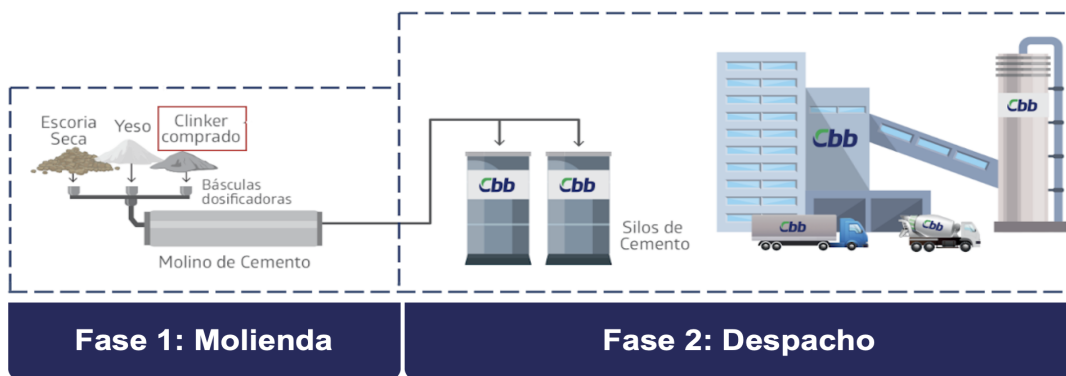 Escoria
Seca
Yeso
Clinker
comprado
Básculas
dosificadoras
Molino de Cemento
Cbb
Cbb
Silos de
Cemento
Cbb
Cbb
Cbb
Cbb
Fase 1: Molienda
Fase 2: Despacho